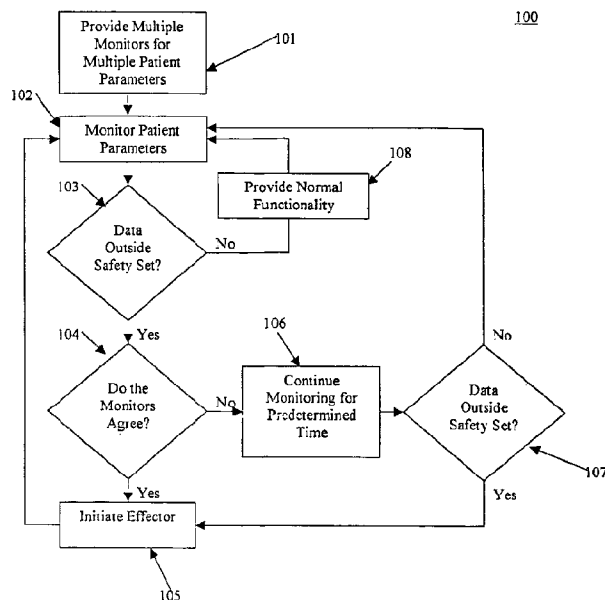 100
Provide Multiple
Monitors for
Multiple Patient
Parameters
101
102
Monitor Patient
Parameters
108
Provide Normal
Functionality
103
Data
Outside
Safety Set?
No
Yes
104
Do the
Monitors
Agree?
No
106
Continue
Monitoring for
Predetermined
Time
No
Data
Outside
Safety Set?
107
Yes
Yes
Initiate Effector
105